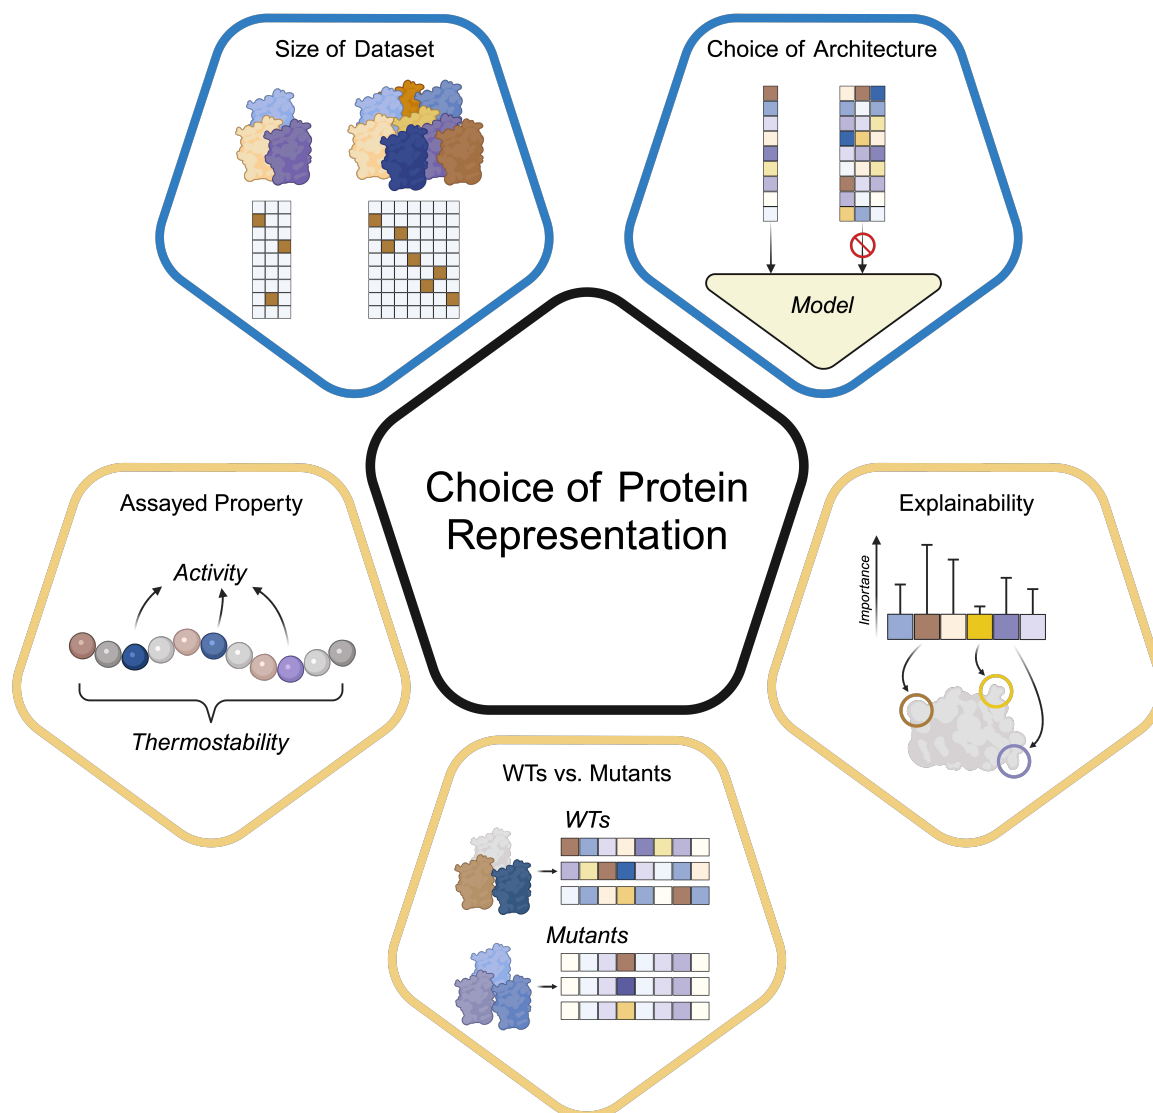 Size of Dataset
Choice of Architecture
Model
Choice of Protein
Representation
Assayed Property
Activity
Thermostability
Explainability
Importance
WTs vs. Mutants
WTs
Mutants